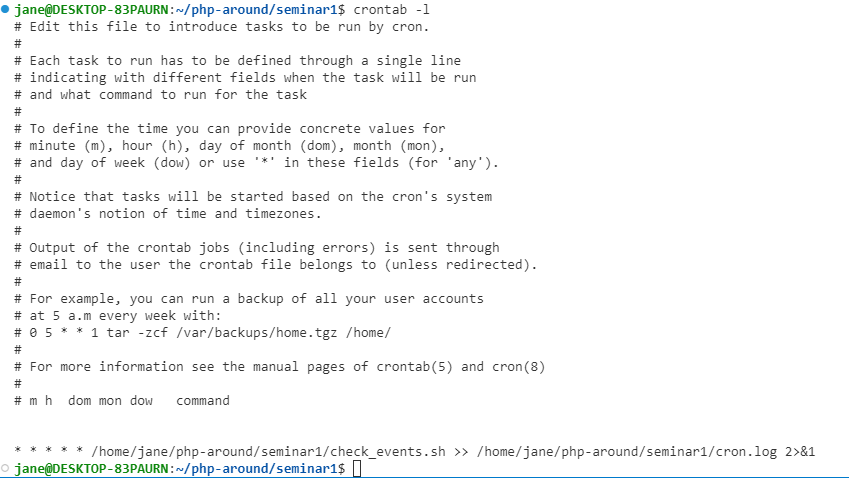 jane@DESKTOP-83PAURN:~/php-around/seminar1$ crontab -l
# Edit this file to introduce tasks to be run by cron.
#
# Each task to run has to be defined through a single line
# indicating with different fields when the task will be run
# and what command to run for the task
#
# To define the time you can provide concrete values for
# minute (m), hour (h), day of month (dom), month (mon),
# and day of week (dow) or use '*' in these fields (for 'any').
#
# Notice that tasks will be started based on the cron's system
# daemon's notion of time and timezones.
#
# Output of the crontab jobs (including errors) is sent through
# email to the user the crontab file belongs to (unless redirected).
#
# For example, you can run a backup of all your user accounts
# at 5 a.m every week with:
# 0 5 * * 1 tar -zcf /var/backups/home.tgz /home/
#
# For more information see the manual pages of crontab(5) and cron(8)
#
# m h  dom mon dow   command
* * * * * /home/jane/php-around/seminar1/check_events.sh >> /home/jane/php-around/seminar1/cron.log 2>&1
jane@DESKTOP-83PAURN:~/php-around/seminar1$